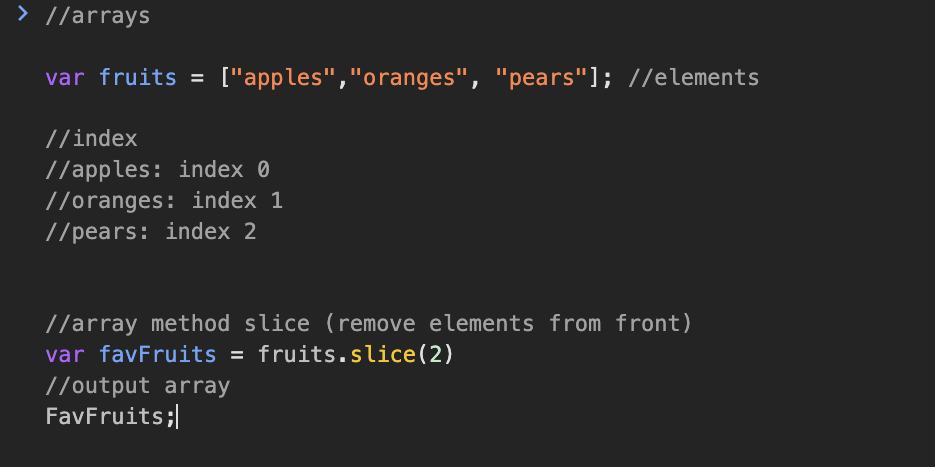 //arrays
var fruits = ["apples","oranges", "pears"]; //elements
//index
//apples: index 0
//oranges: index 1
//pears: index 2
//array method slice (remove elements from front)
var favFruits = fruits.slice(2)
//output array
FavFruits;